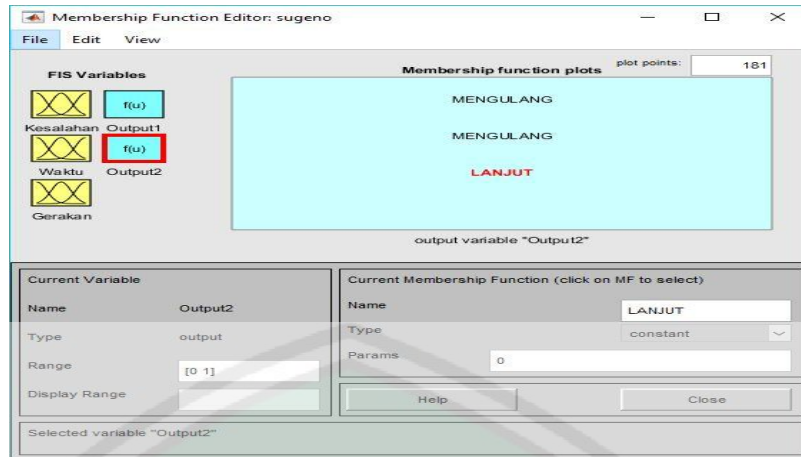 Membership Function Editor: sugeno
File Edit View
FIS Variables
Membership function plots
plot points: 181
f(u)
Kesalahan Output1
f(u)
Waktu Output2
Gerakan
MENGULANG
MENGULANG
LANJUT
output variable "Output2"
Current Variable
Name Output2
Type output
Range [0 1]
Display Range
Current Membership Function (click on MF to select)
Name LANJUT
Type constant
Params 0
Help Close
Selected variable "Output2"